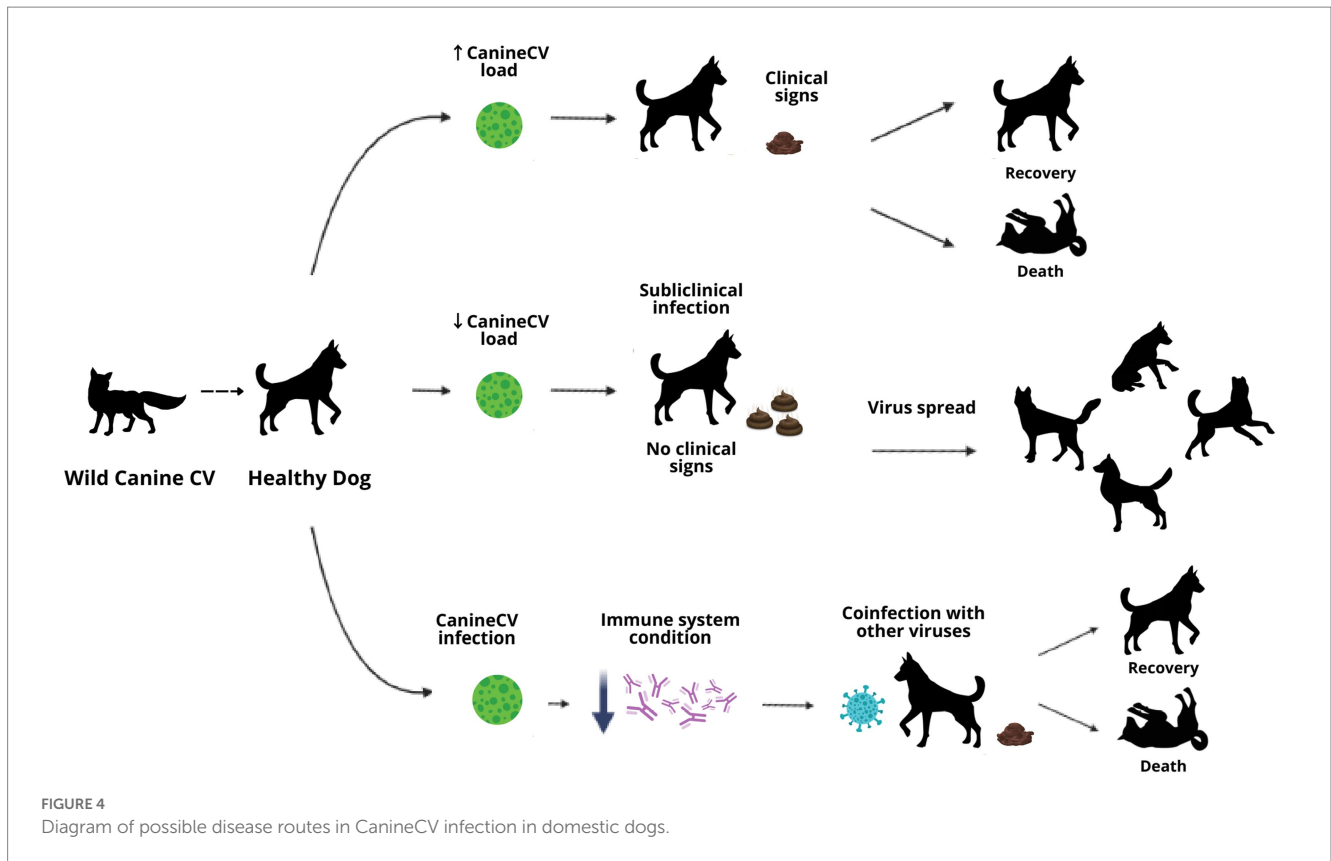 ↑ CanineCV
load
Clinical
signs
Recovery
Death
↓ CanineCV
load
Subliclinical
infection
No clinical
signs
Virus spread
Wild Canine CV
Healthy Dog
CanineCV
infection
Immune system
condition
Coinfection with
other viruses
Recovery
Death
FIGURE 4
Diagram of possible disease routes in CanineCV infection in domestic dogs.